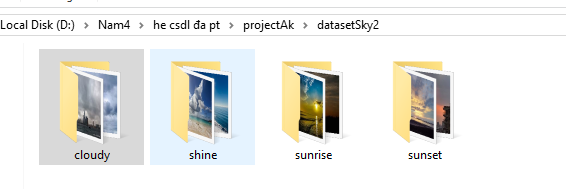 Local Disk (D:) > Nam4 > he csdl đa pt > projectAk > datasetSky2
cloudy shine sunrise sunset